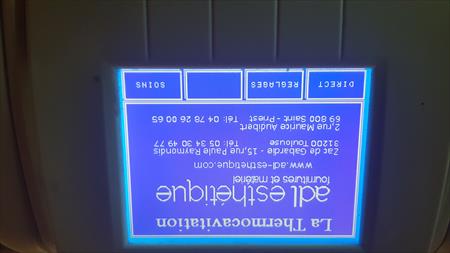 La Thermocavitation
adl esthétique
fournitures et matériel
www.adl-esthetique.com
Zac de Gabardie - 15,rue Paule Raymondis
31200 Toulouse Tél: 05 34 30 49 77
2,rue Maurice Audibert
69 800 Saint - Priest Tél: 04 78 26 00 65
DIRECT REGLAGES SOINS